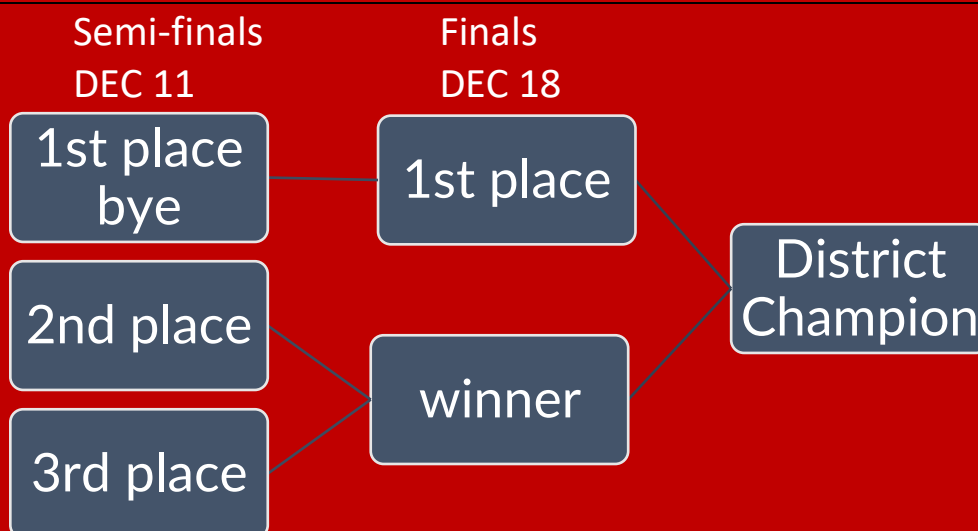 Semi-finals
DEC 11
Finals
DEC 18
1st place
bye
1st place
2nd place
3rd place
winner
District
Champion